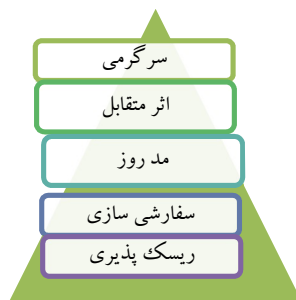 سرگرمی
اثر متقابل
مد روز
سفارشی سازی
ریسک پذیری